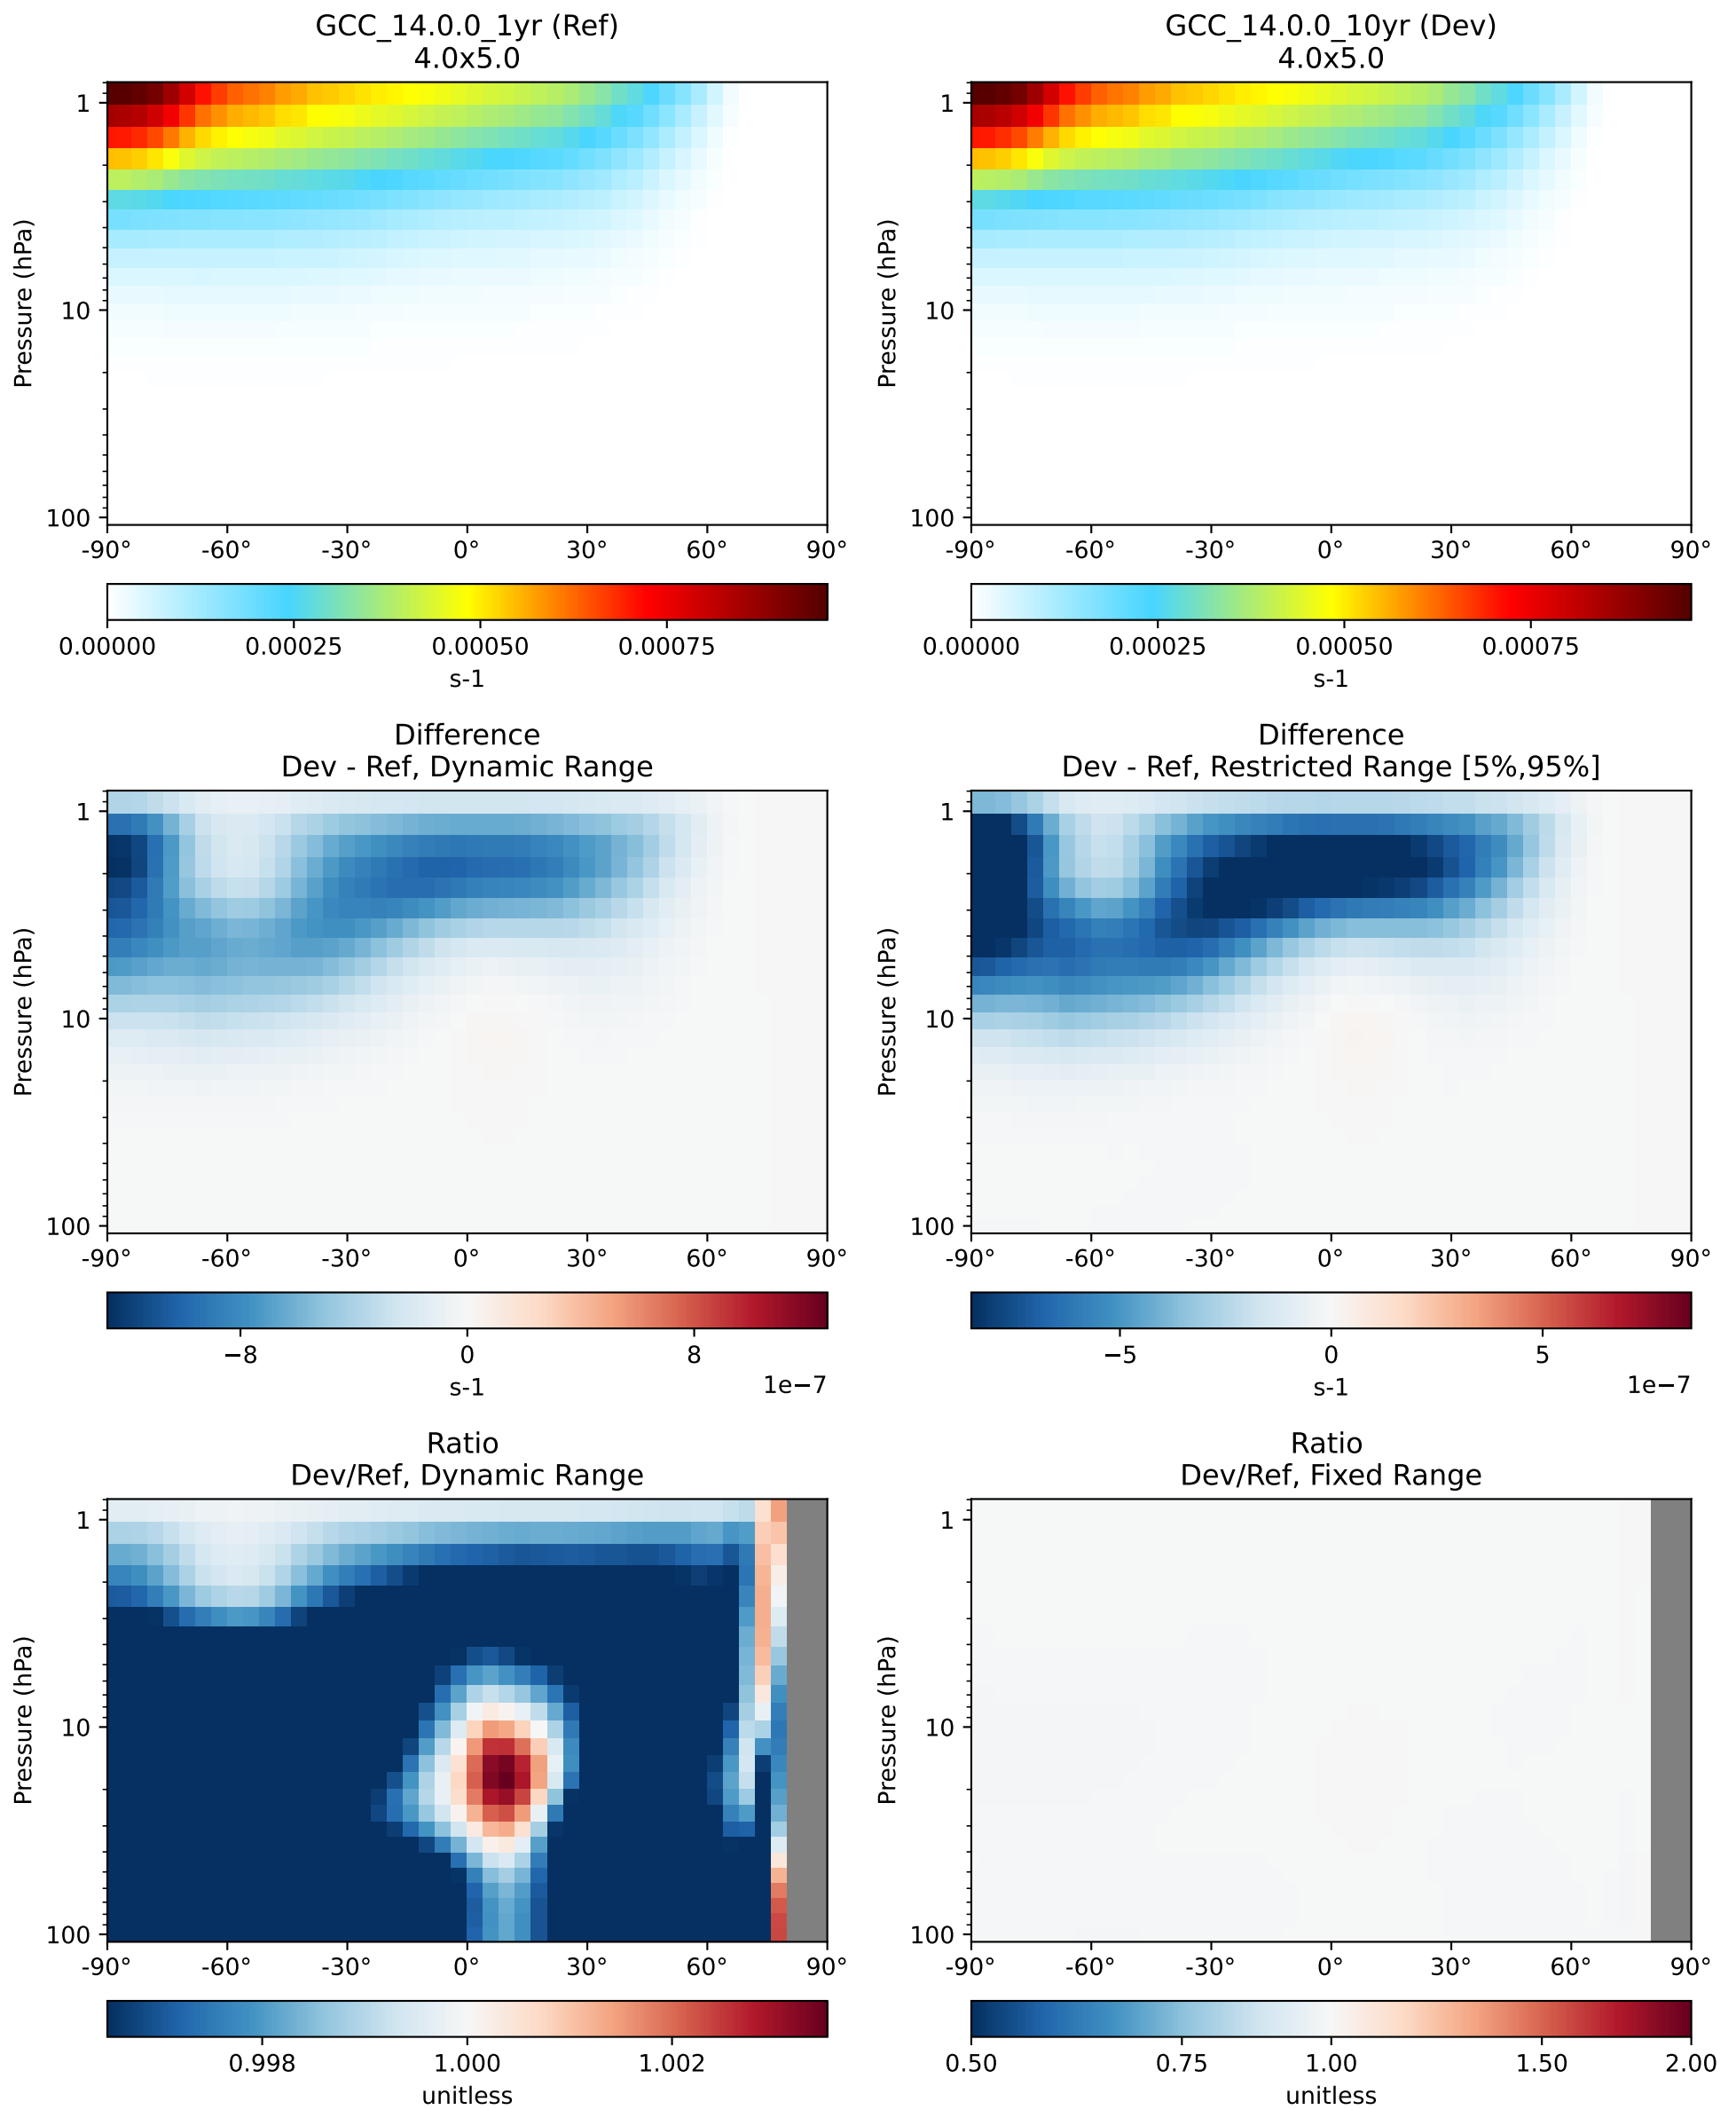 GCC_14.0.0_1yr (Ref)
4.0x5.0
1
10
100
Pressure (hPa)
-90° -60° -30° 0° 30° 60° 90°
0.00000 0.00025 0.00050 0.00075
s-1
GCC_14.0.0_10yr (Dev)
4.0x5.0
1
10
100
Pressure (hPa)
-90° -60° -30° 0° 30° 60° 90°
0.00000 0.00025 0.00050 0.00075
s-1
Difference
Dev - Ref, Dynamic Range
1
10
100
Pressure (hPa)
-90° -60° -30° 0° 30° 60° 90°
−8 0 8
s-1
1e−7
Difference
Dev - Ref, Restricted Range [5%,95%]
1
10
100
Pressure (hPa)
-90° -60° -30° 0° 30° 60° 90°
−5 0 5
s-1
1e−7
Ratio
Dev/Ref, Dynamic Range
1
10
100
Pressure (hPa)
-90° -60° -30° 0° 30° 60° 90°
0.998 1.000 1.002
unitless
Ratio
Dev/Ref, Fixed Range
1
10
100
Pressure (hPa)
-90° -60° -30° 0° 30° 60° 90°
0.50 0.75 1.00 1.50 2.00
unitless